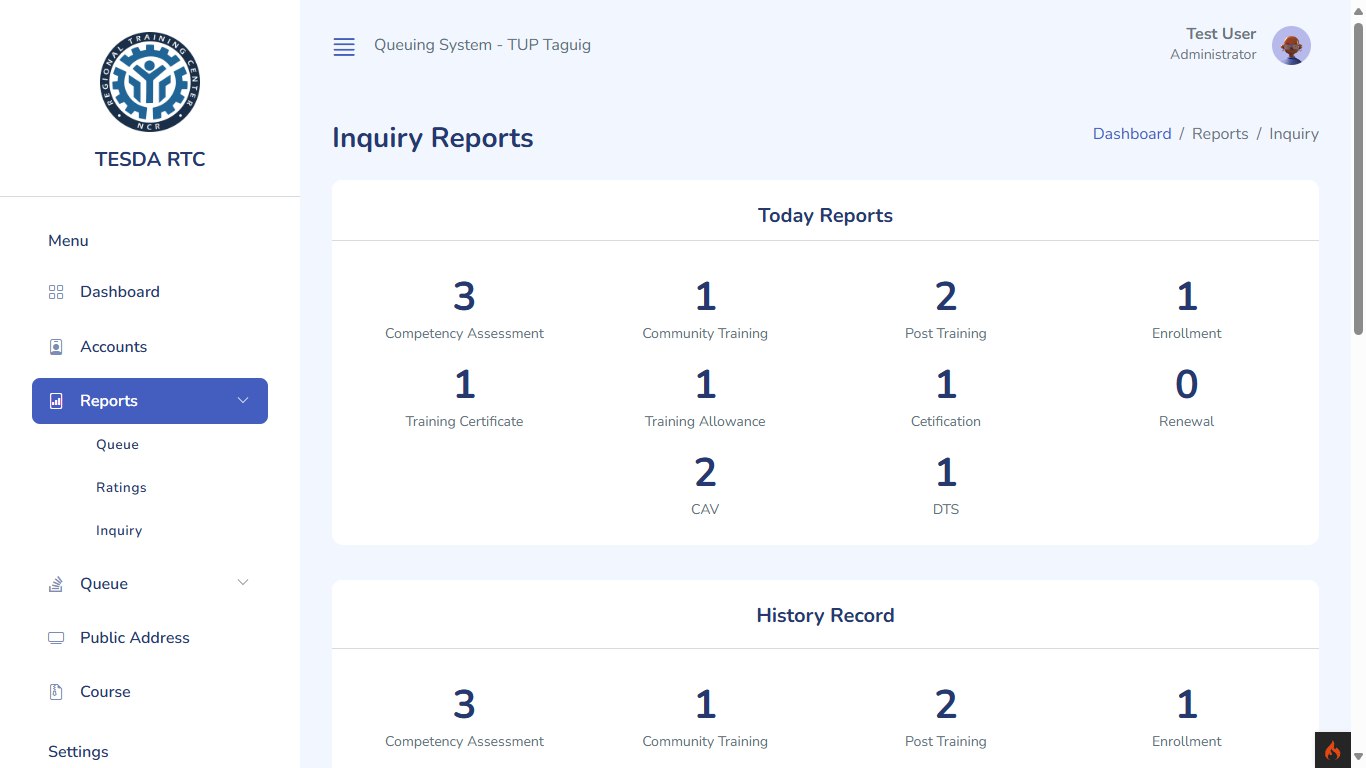 REGIONAL TRAINING CENTER
NCR
TESDA RTC
Menu
Dashboard
Accounts
Reports
Queue
Ratings
Inquiry
Queue
Public Address
Course
Settings
Queuing System - TUP Taguig
Test User
Administrator
Inquiry Reports
Dashboard / Reports / Inquiry
Today Reports
3 1 2 1
Competency Assessment Community Training Post Training Enrollment
1 1 1 0
Training Certificate Training Allowance Cetification Renewal
2 1
CAV DTS
History Record
3 1 2 1
Competency Assessment Community Training Post Training Enrollment